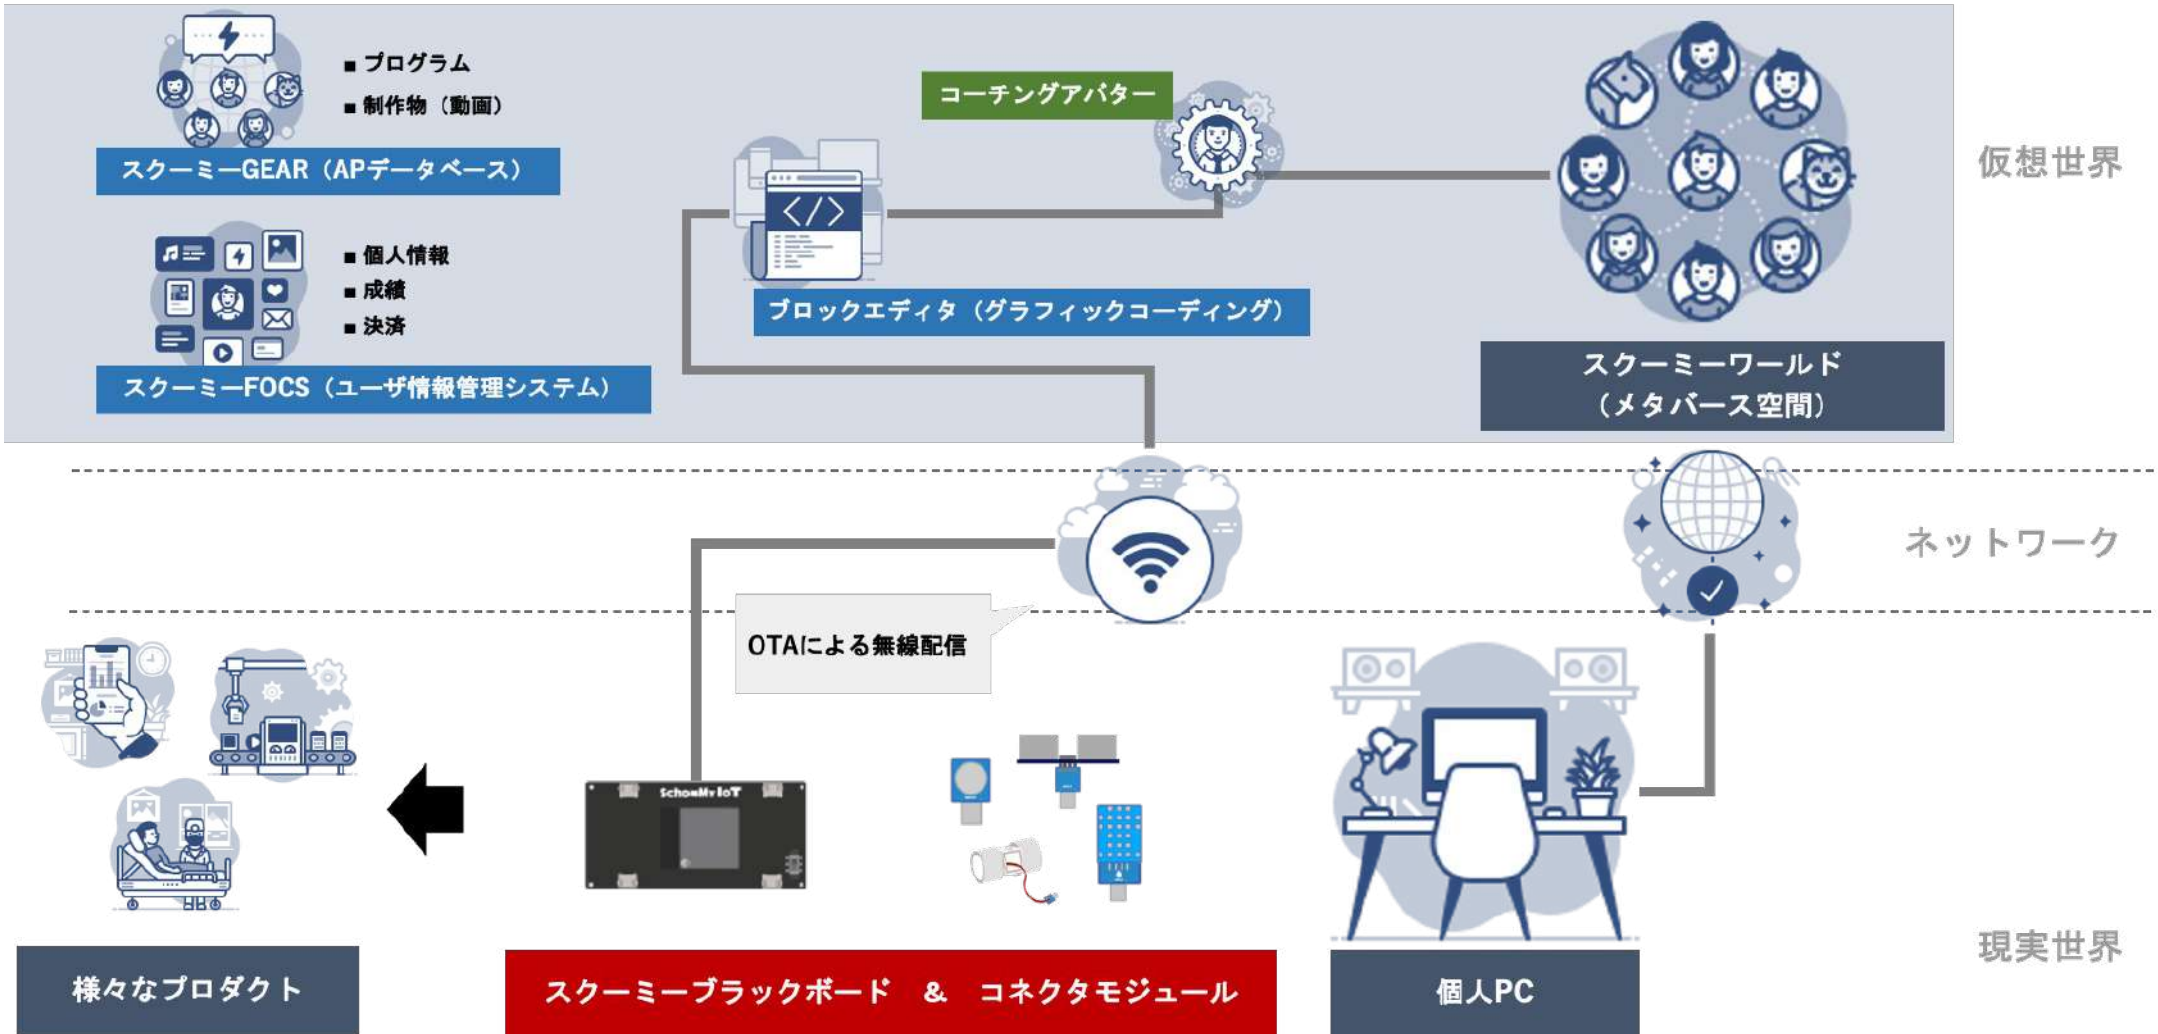 ■ プログラム
■ 制作物（動画）
スクーミーGEAR（APデータベース）
■ 個人情報
■ 成績
■ 決済
スクーミーFOCS（ユーザ情報管理システム）
コーチングアバター
</>
ブロックエディタ（グラフィックコーディング）
スクーミーワールド
（メタバース空間）
仮想世界
ネットワーク
OTAによる無線配信
SchooMy IoT
様々なプロダクト
スクーミーブラックボード ＆ コネクタモジュール
個人PC
現実世界